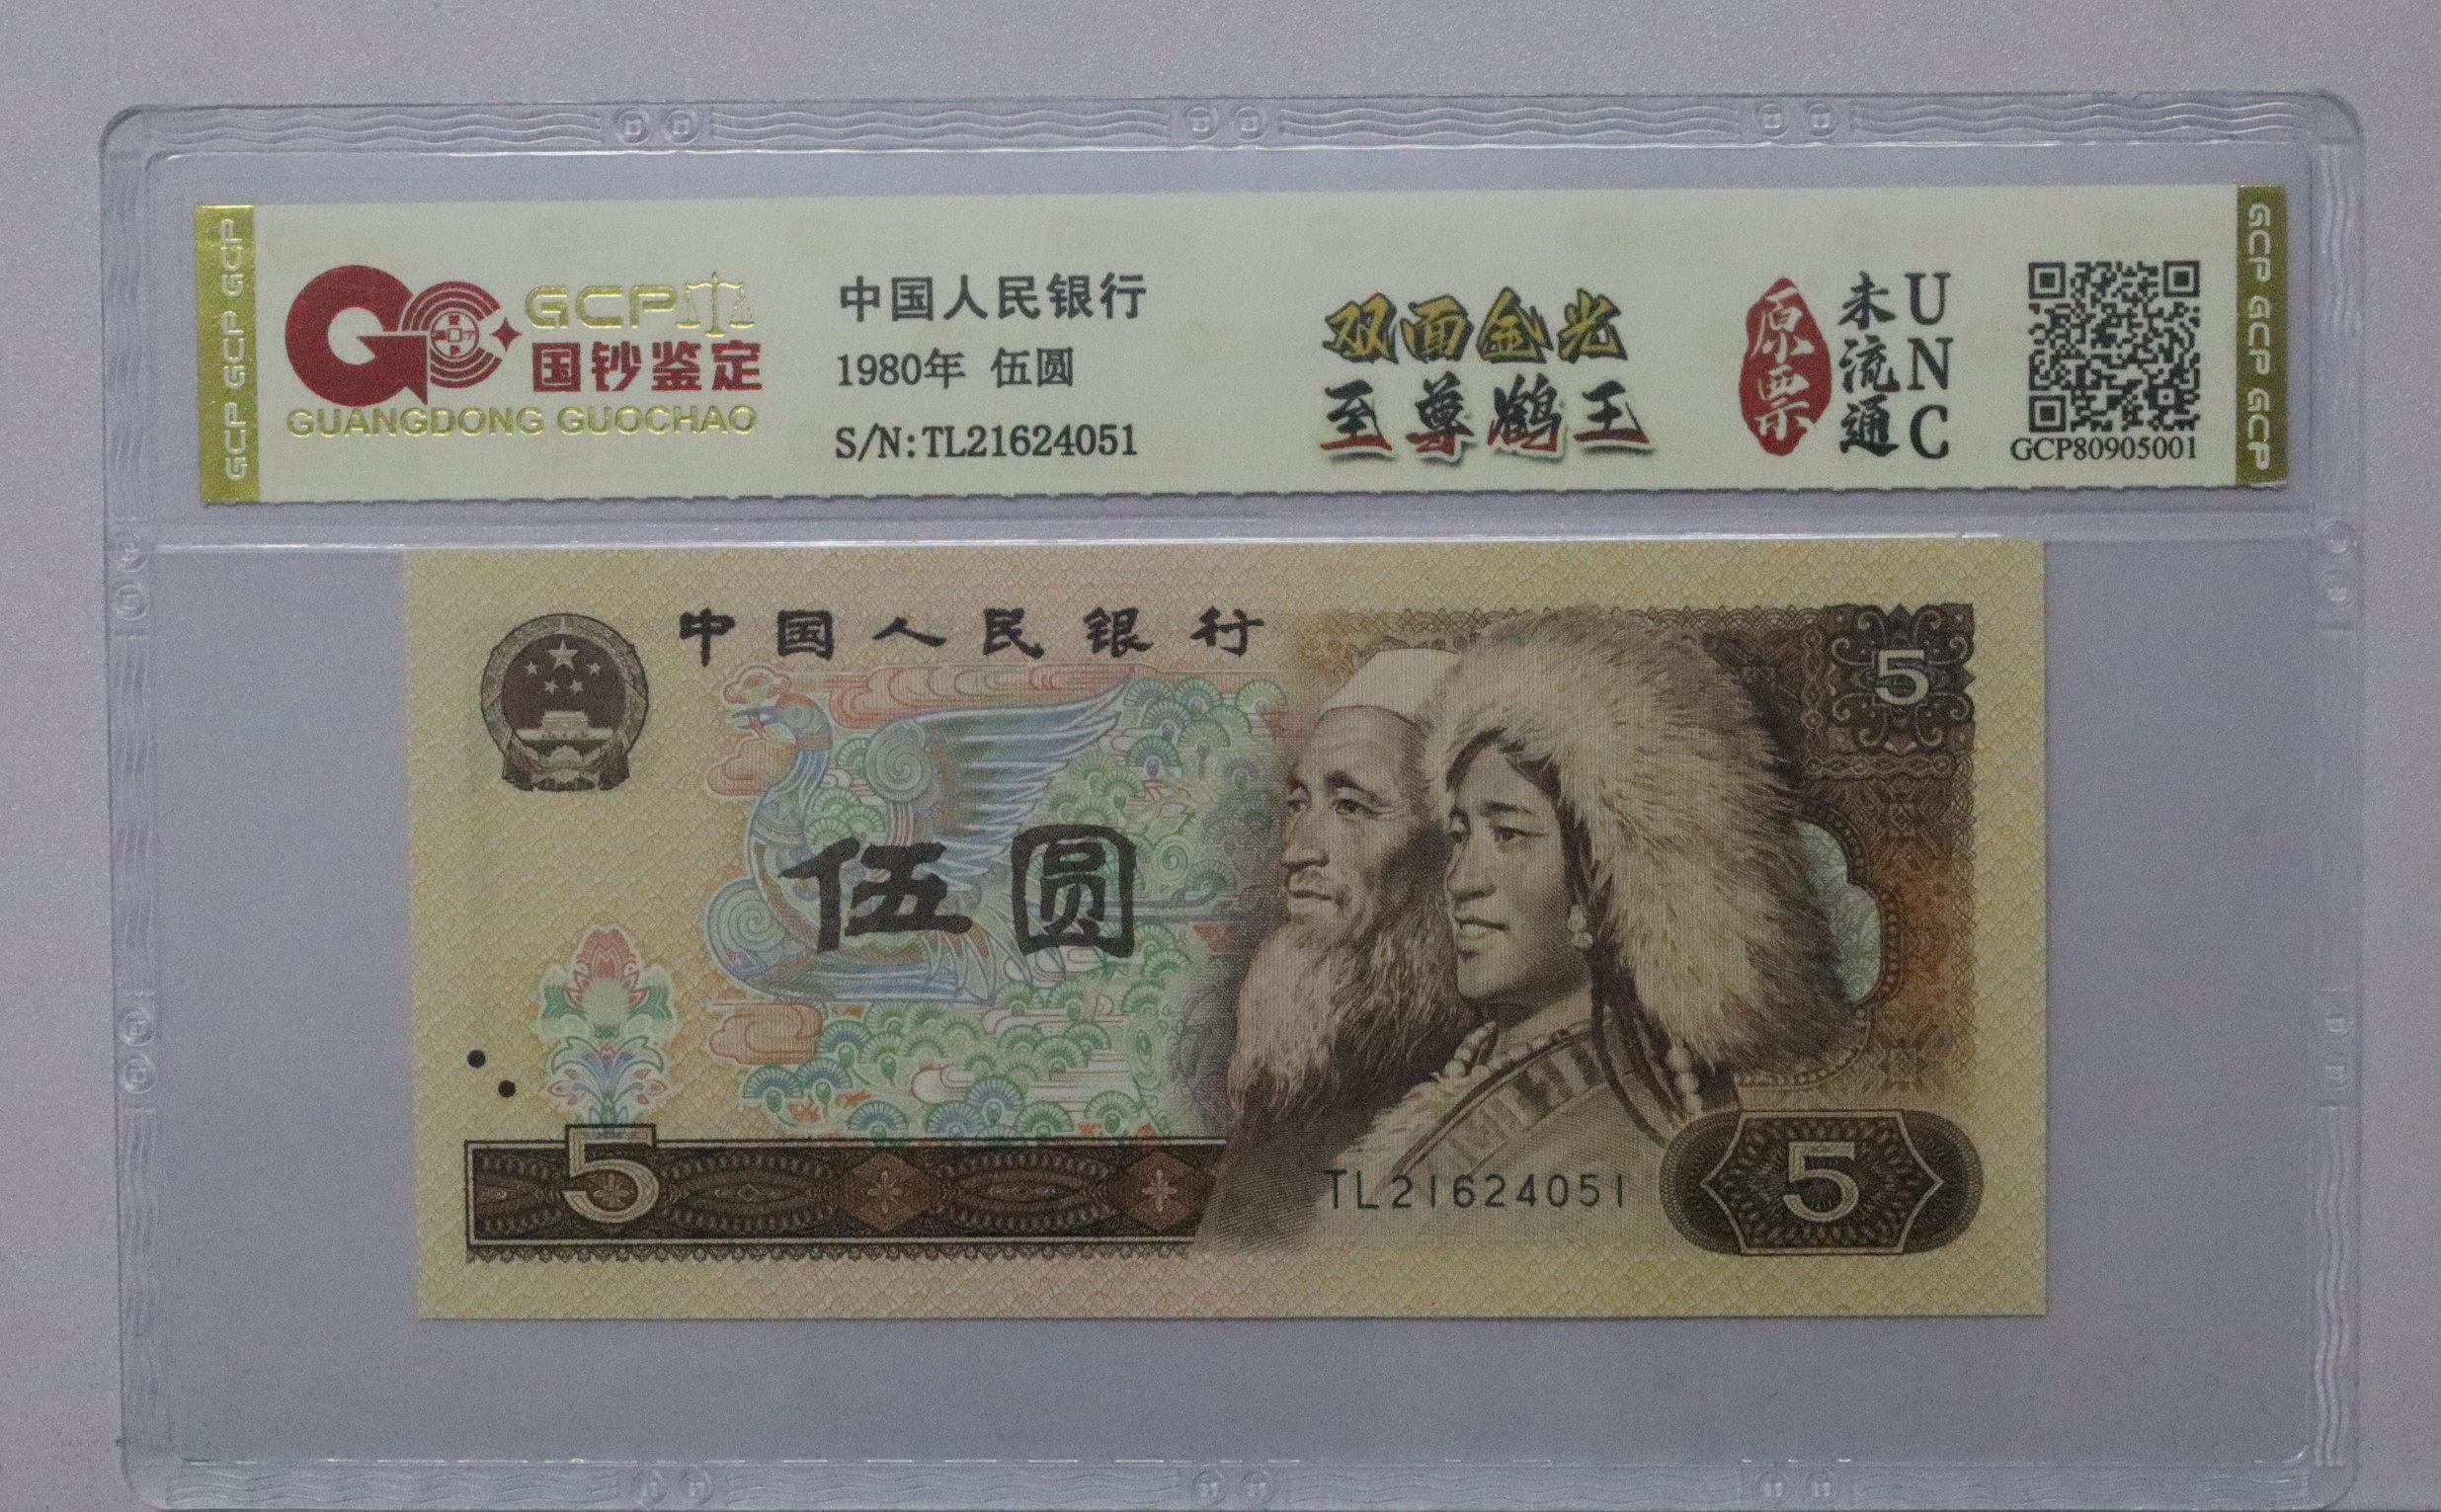 GCP GCP GCP
GCP
国钞鉴定
GUANGDONG GUOCHAO
中国人民银行
1980年 伍圆
S/N:TL21624051
双面金光
至尊鹤王
原票
未流通
UNC
GCP80905001
GCP GCP GCP
中国人民银行
5
伍圆
5
TL21624051
5